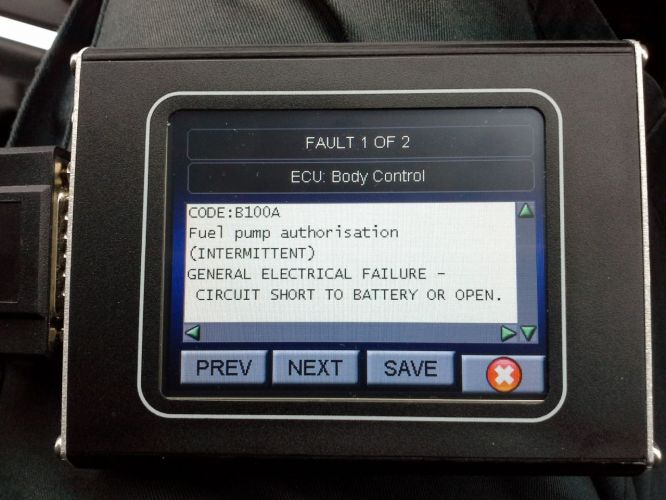 FAULT 1 OF 2
ECU: Body Control
CODE:B100A
Fuel pump authorisation
(INTERMITTENT)
GENERAL ELECTRICAL FAILURE -
CIRCUIT SHORT TO BATTERY OR OPEN.
PREV NEXT SAVE